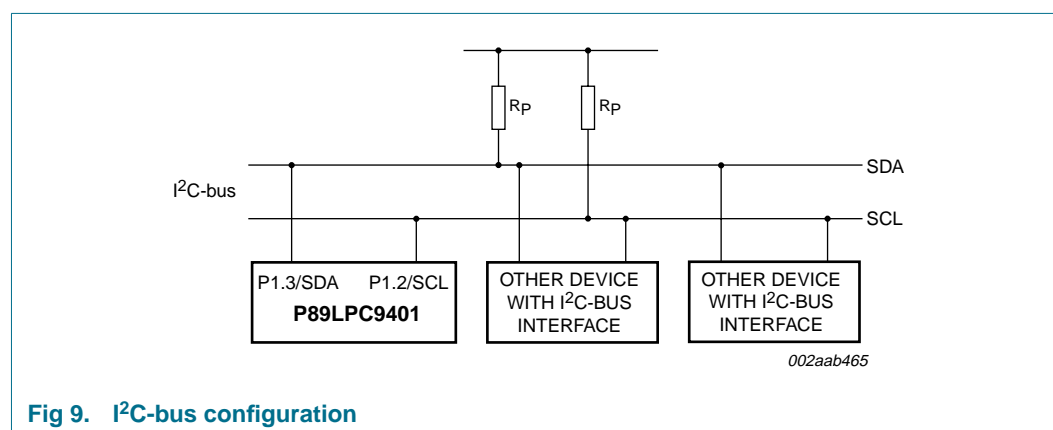 RP RP
SDA
I2C-bus
SCL
P1.3/SDA P1.2/SCL
P89LPC9401
OTHER DEVICE
WITH I2C-BUS
INTERFACE
OTHER DEVICE
WITH I2C-BUS
INTERFACE
002aab465
Fig 9. I2C-bus configuration